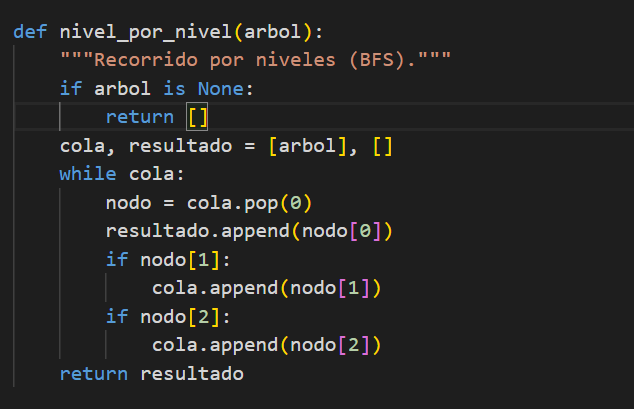 def nivel_por_nivel(arbol):
    """Recorrido por niveles (BFS)."""
    if arbol is None:
        return []
    cola, resultado = [arbol], []
    while cola:
        nodo = cola.pop(0)
        resultado.append(nodo[0])
        if nodo[1]:
            cola.append(nodo[1])
        if nodo[2]:
            cola.append(nodo[2])
    return resultado